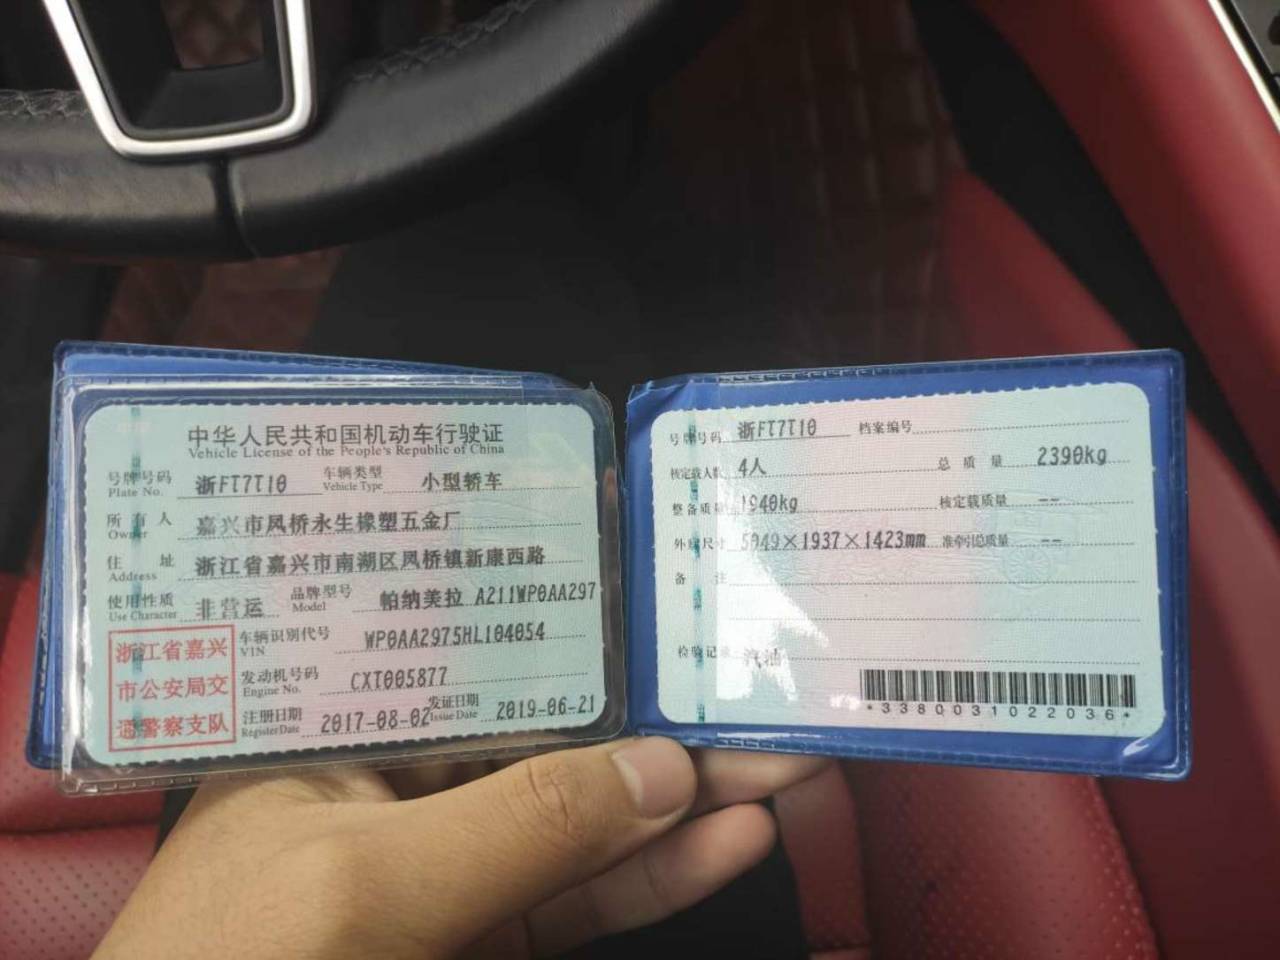 中华人民共和国机动车行驶证
Vehicle License of the People's Republic of China
号牌号码 浙FT7T10 车辆类型 小型轿车
Plate No. Vehicle Type
所有人 嘉兴市凤桥永生橡塑五金厂
Owner
住址 浙江省嘉兴市南湖区凤桥镇新康西路
Address
使用性质 非营运 品牌型号 帕纳美拉 A211WP0AA297
Use Character Model
浙江省嘉兴
市公安局交
通警察支队
车辆识别代号 WP0AA2975HL104054
VIN
发动机号码 CXT005877
Engine No.
注册日期 2017-08-02 发证日期 2019-06-21
Register Date Issue Date
号牌号码 浙FT7T10 档案编号
核定载人数 4人 总质量 2390kg
整备质量 1940kg 核定载质量 --
外廓尺寸 5049×1937×1423mm 准牵引总质量 --
备注
检验记录 汽油
*3380031022036*